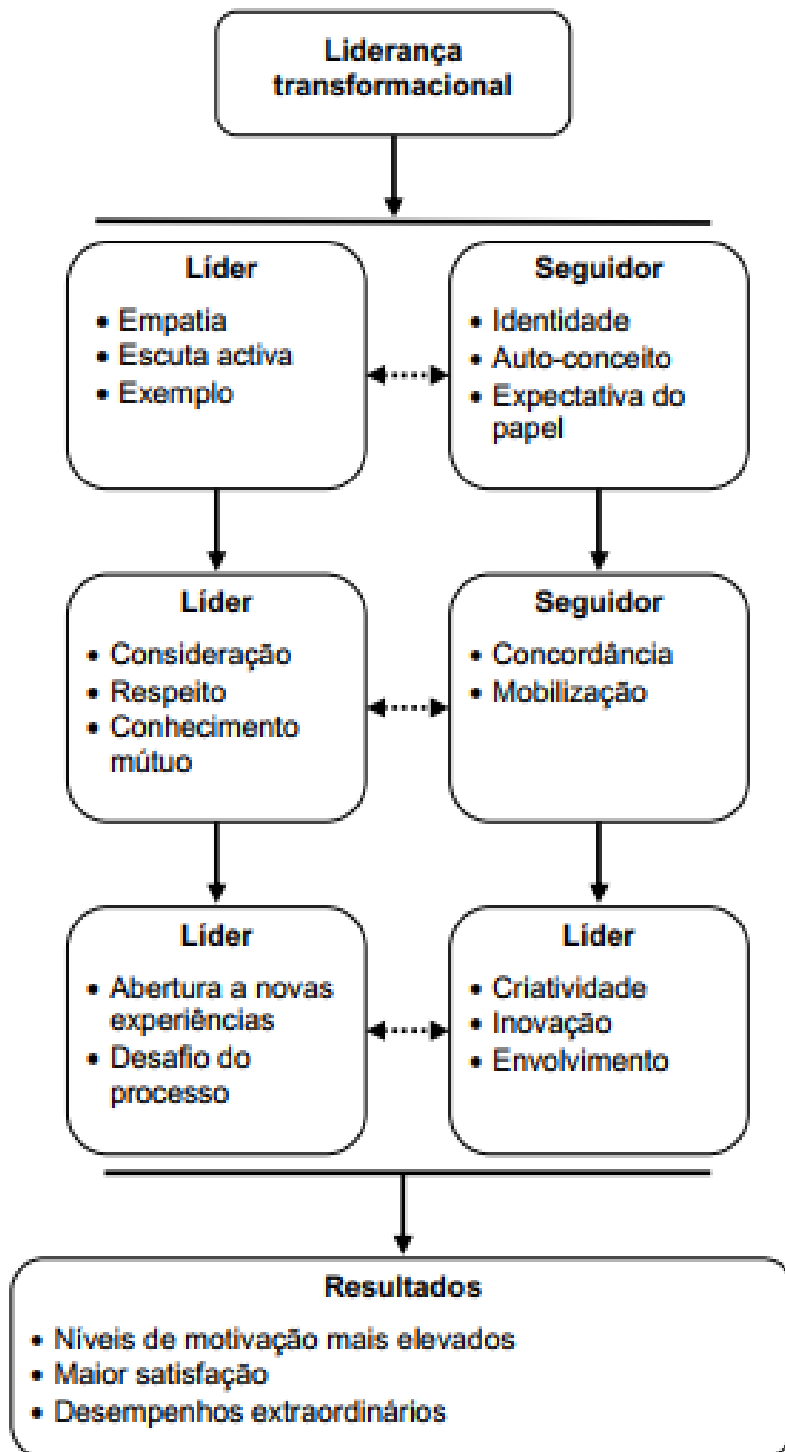 Liderança
transformacional
Líder
• Empatia
• Escuta activa
• Exemplo
Seguidor
• Identidade
• Auto-conceito
• Expectativa do
papel
Líder
• Consideração
• Respeito
• Conhecimento
mútuo
Seguidor
• Concordância
• Mobilização
Líder
• Abertura a novas
experiências
• Desafio do
processo
Líder
• Criatividade
• Inovação
• Envolvimento
Resultados
• Níveis de motivação mais elevados
• Maior satisfação
• Desempenhos extraordinários